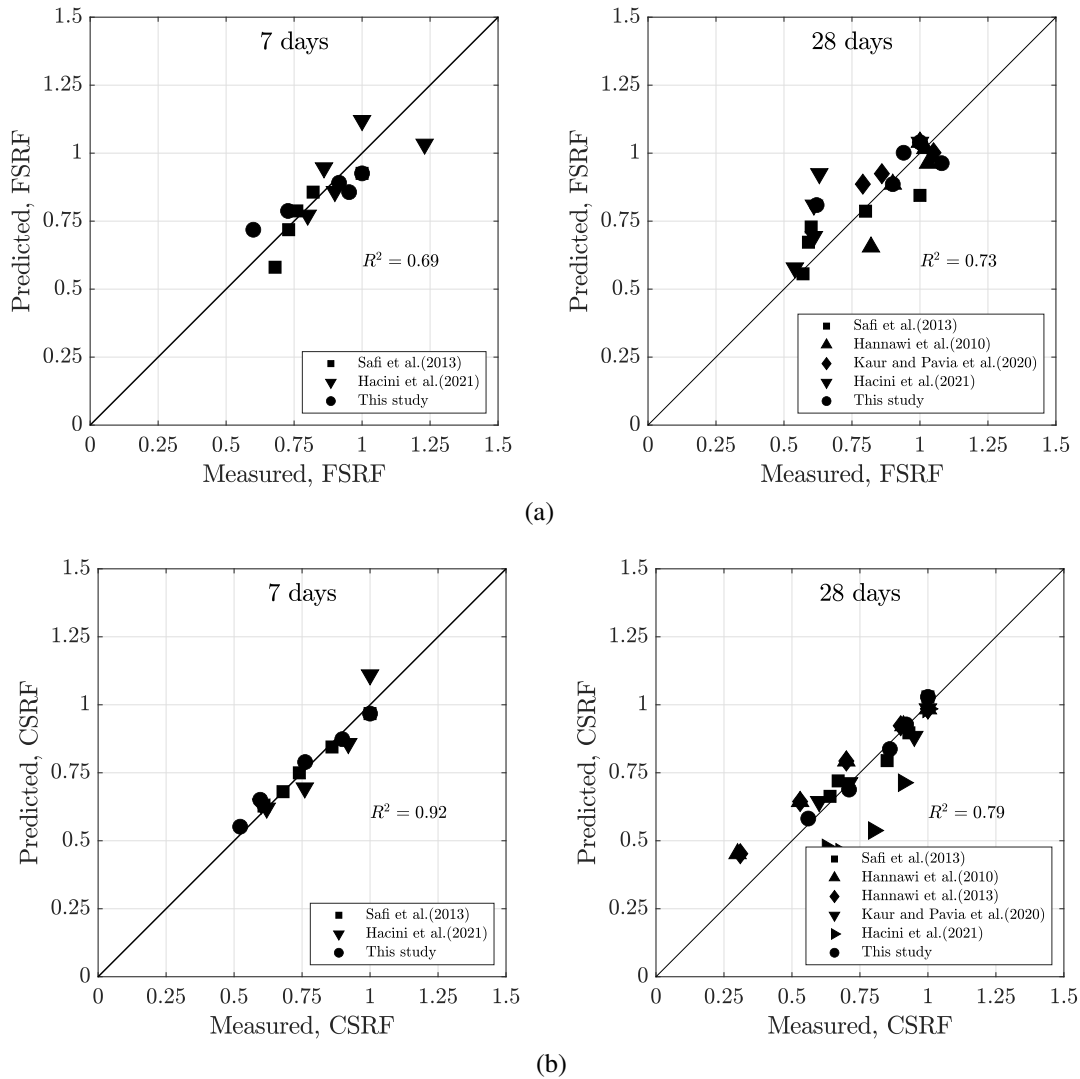 7 days
1.5
1.25
1
0.75
0.5
0.25
0
Predicted, FSRF
R² = 0.69
Safi et al.(2013)
Hacini et al.(2021)
This study
0 0.25 0.5 0.75 1 1.25 1.5
Measured, FSRF
28 days
1.5
1.25
1
0.75
0.5
0.25
0
Predicted, FSRF
R² = 0.73
Safi et al.(2013)
Hannawi et al.(2010)
Kaur and Pavia et al.(2020)
Hacini et al.(2021)
This study
0 0.25 0.5 0.75 1 1.25 1.5
Measured, FSRF
(a)
7 days
1.5
1.25
1
0.75
0.5
0.25
0
Predicted, CSRF
R² = 0.92
Safi et al.(2013)
Hacini et al.(2021)
This study
0 0.25 0.5 0.75 1 1.25 1.5
Measured, CSRF
28 days
1.5
1.25
1
0.75
0.5
0.25
0
Predicted, CSRF
R² = 0.79
Safi et al.(2013)
Hannawi et al.(2010)
Hannawi et al.(2013)
Kaur and Pavia et al.(2020)
Hacini et al.(2021)
This study
0 0.25 0.5 0.75 1 1.25 1.5
Measured, CSRF
(b)